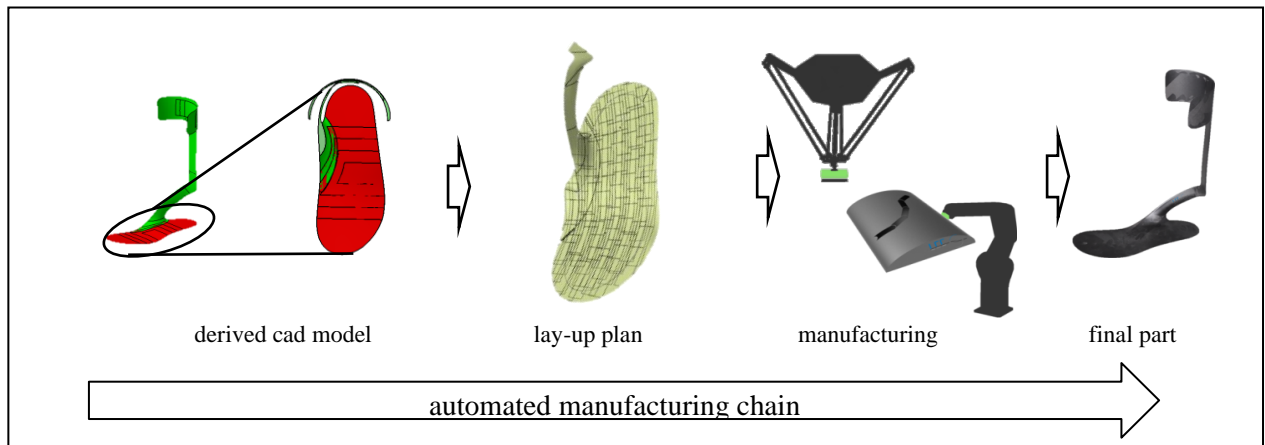 derived cad model
lay-up plan
manufacturing
final part
automated manufacturing chain